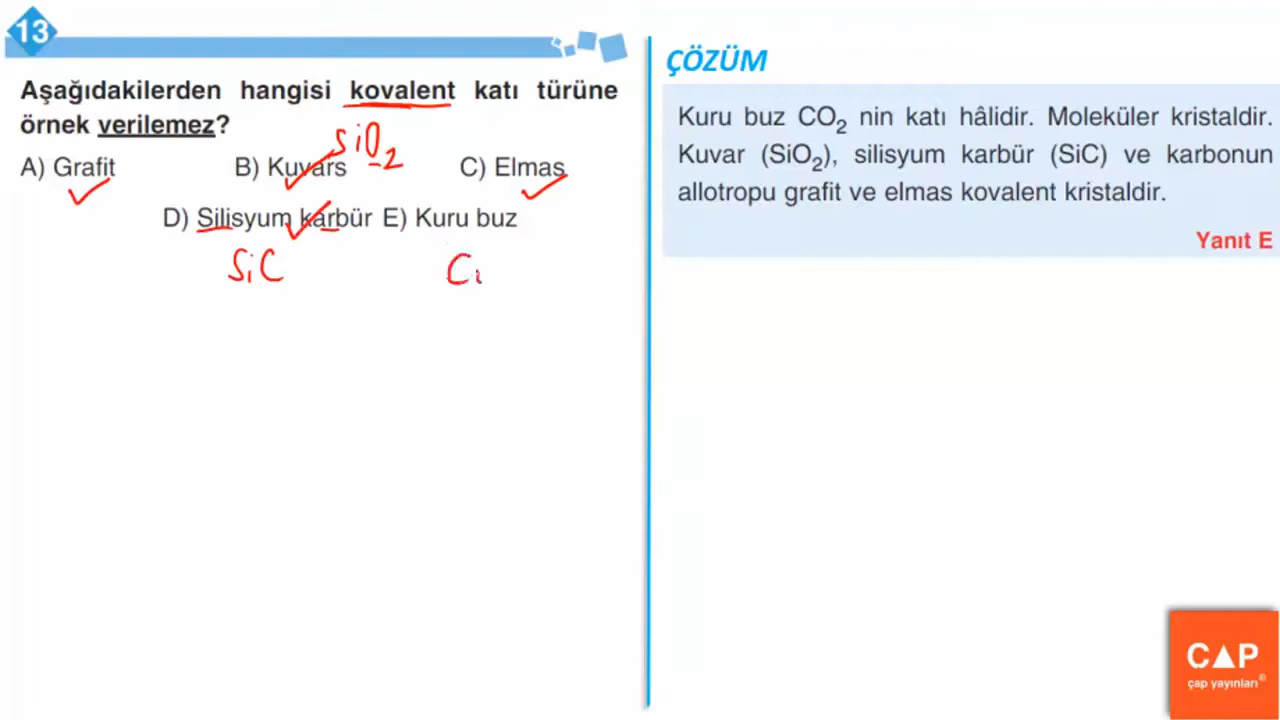 13
Aşağıdakilerden hangisi kovalent katı türüne
örnek verilemez?
SiO₂
A) Grafit B) Kuvars C) Elmas
D) Silisyum karbür E) Kuru buz
SiC
C
ÇÖZÜM
Kuru buz CO₂ nin katı hâlidir. Moleküler kristaldir.
Kuvar (SiO₂), silisyum karbür (SiC) ve karbonun
allotropu grafit ve elmas kovalent kristaldir.
Yanıt E
ÇAP
çap yayınları®